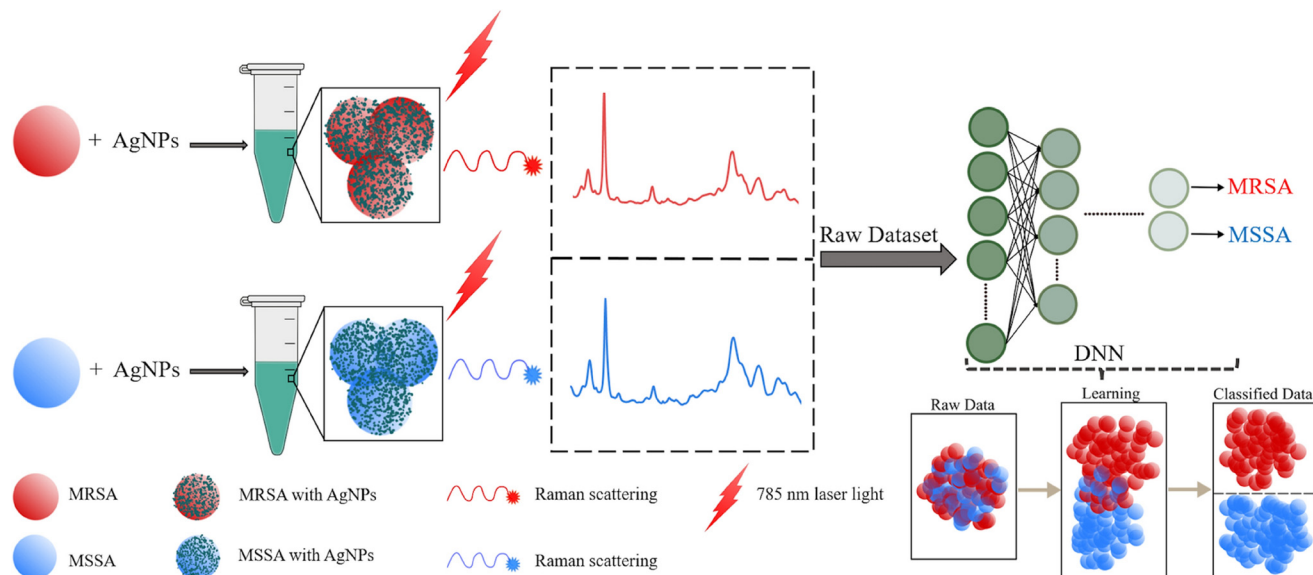 + AgNPs
Raw Dataset
MRSA
MSSA
+ AgNPs
DNN
Raw Data
Learning
Classified Data
MRSA
MRSA with AgNPs
Raman scattering
785 nm laser light
MSSA
MSSA with AgNPs
Raman scattering